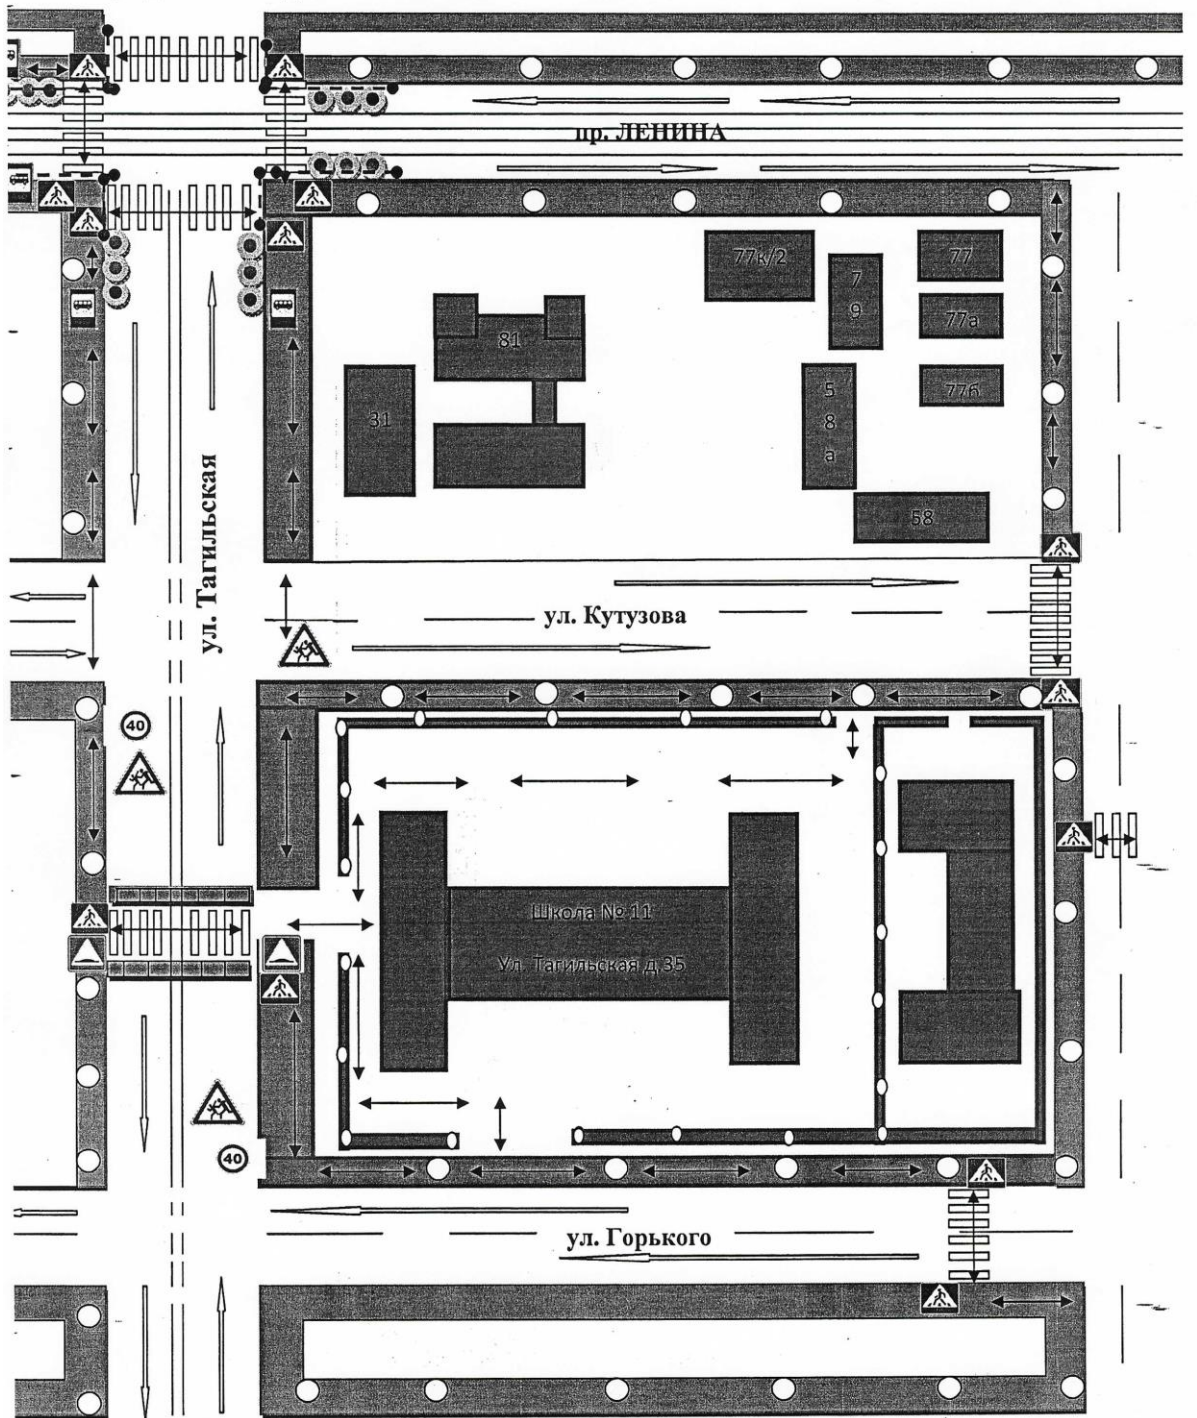 пр. ЛЕНИНА
77к/2
7
9
77
77а
77б
81
31
5
8
а
58
ул. Тагильская
ул. Кутузова
40
Школа № 11
Ул. Тагильская д.35
40
ул. Горького